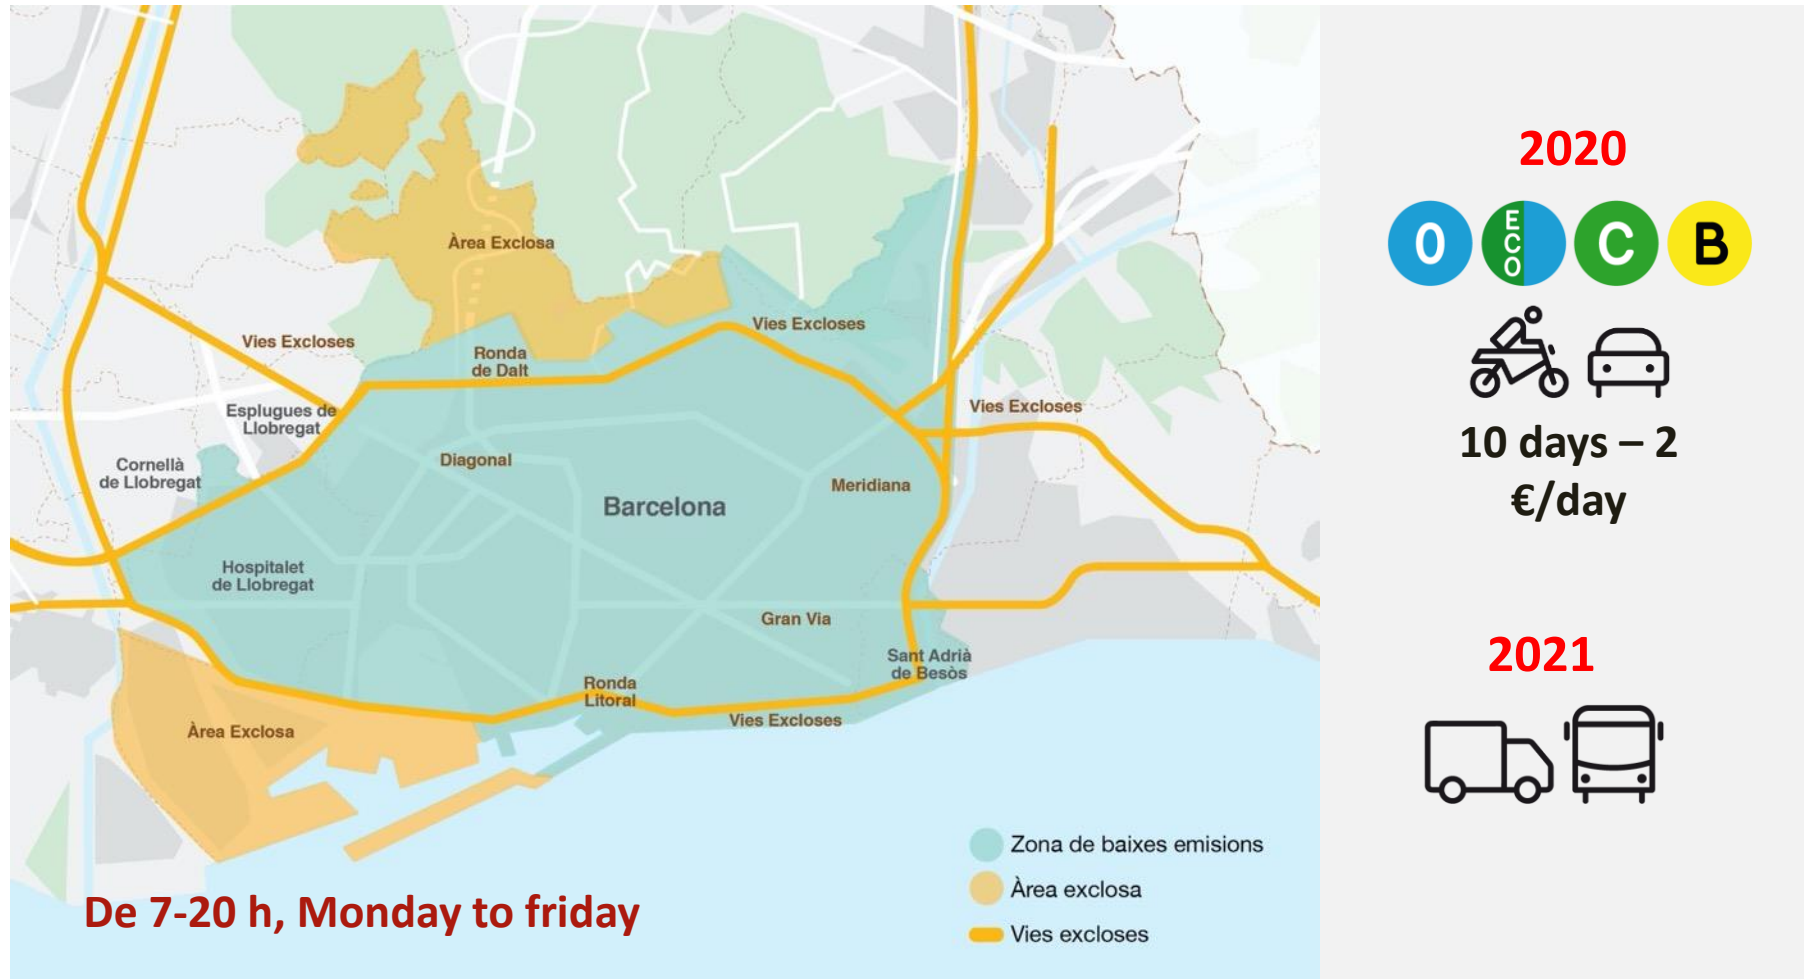 Àrea Exclosa
Vies Excloses
Vies Excloses
Ronda
de Dalt
Esplugues de
Llobregat
Vies Excloses
Cornellà
de Llobregat
Diagonal
Meridiana
Barcelona
Hospitalet
de Llobregat
Gran Via
Sant Adrià
de Besòs
Ronda
Litoral
Vies Excloses
Àrea Exclosa
Zona de baixes emisions
Àrea exclosa
Vies excloses
De 7-20 h, Monday to friday
2020
0
ECO
C
B
10 days – 2
€/day
2021